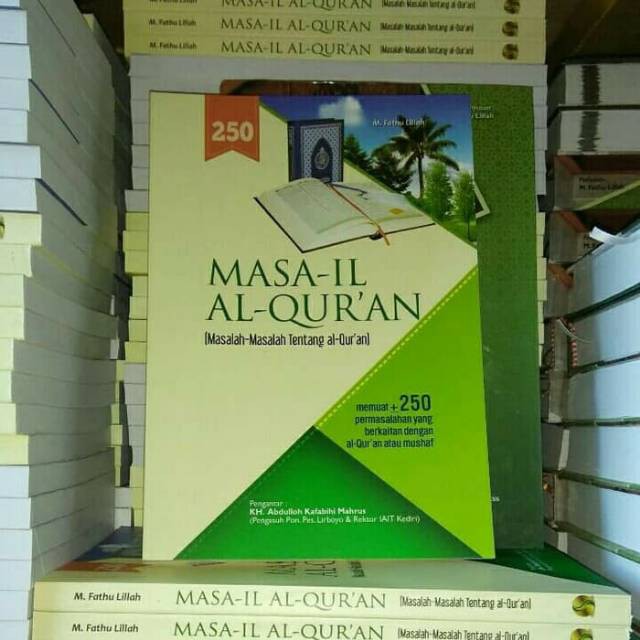 M. Fathu Lillah MASA-IL AL-QUR'AN (Masalah-Masalah Tentang al-Qur'an)
M. Fathu Lillah MASA-IL AL-QUR'AN (Masalah-Masalah Tentang al-Qur'an)
M. Fathu Lillah MASA-IL AL-QUR'AN (Masalah-Masalah Tentang al-Qur'an)
250
M. Fathu Lillah
MASA-IL
AL-QUR'AN
(Masalah-Masalah Tentang al-Qur'an)
memuat + 250
permasalahan yang
berkaitan dengan
al-Qur'an atau mushaf
Pengantar :
KH. Abdulloh Kafabihi Mahrus
(Pengasuh Pon. Pes. Lirboyo & Rektor IAIT Kediri)
M. Fathu Lillah
M. Fathu Lillah MASA-IL AL-QUR'AN (Masalah-Masalah Tentang al-Qur'an)
M. Fathu Lillah MASA-IL AL-QUR'AN (Masalah-Masalah Tentang al-Qur'an)